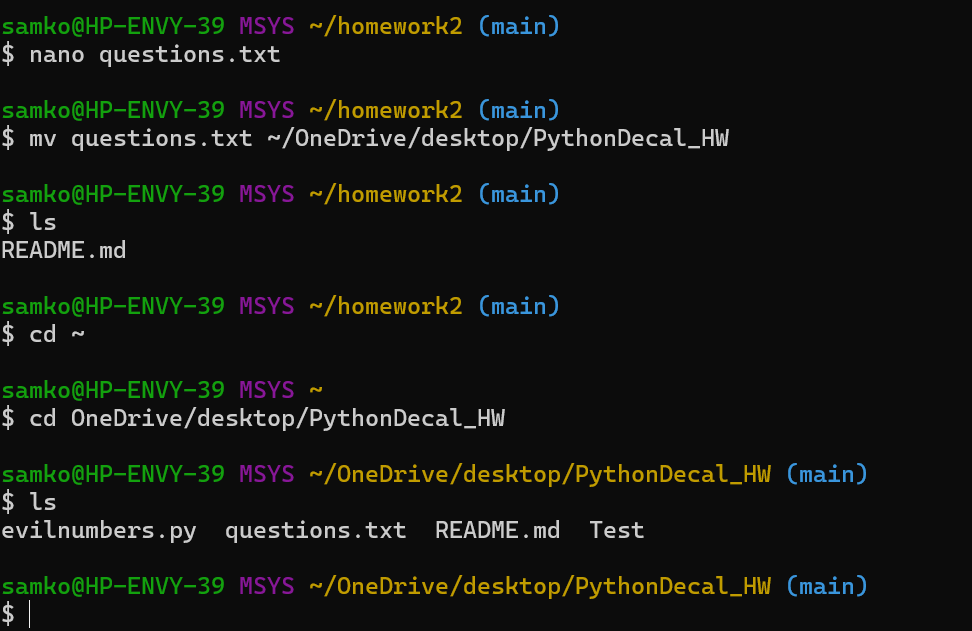 samko@HP-ENVY-39 MSYS ~/homework2 (main)
$ nano questions.txt
samko@HP-ENVY-39 MSYS ~/homework2 (main)
$ mv questions.txt ~/OneDrive/desktop/PythonDecal_HW
samko@HP-ENVY-39 MSYS ~/homework2 (main)
$ ls
README.md
samko@HP-ENVY-39 MSYS ~/homework2 (main)
$ cd ~
samko@HP-ENVY-39 MSYS ~
$ cd OneDrive/desktop/PythonDecal_HW
samko@HP-ENVY-39 MSYS ~/OneDrive/desktop/PythonDecal_HW (main)
$ ls
evilnumbers.py  questions.txt  README.md  Test
samko@HP-ENVY-39 MSYS ~/OneDrive/desktop/PythonDecal_HW (main)
$